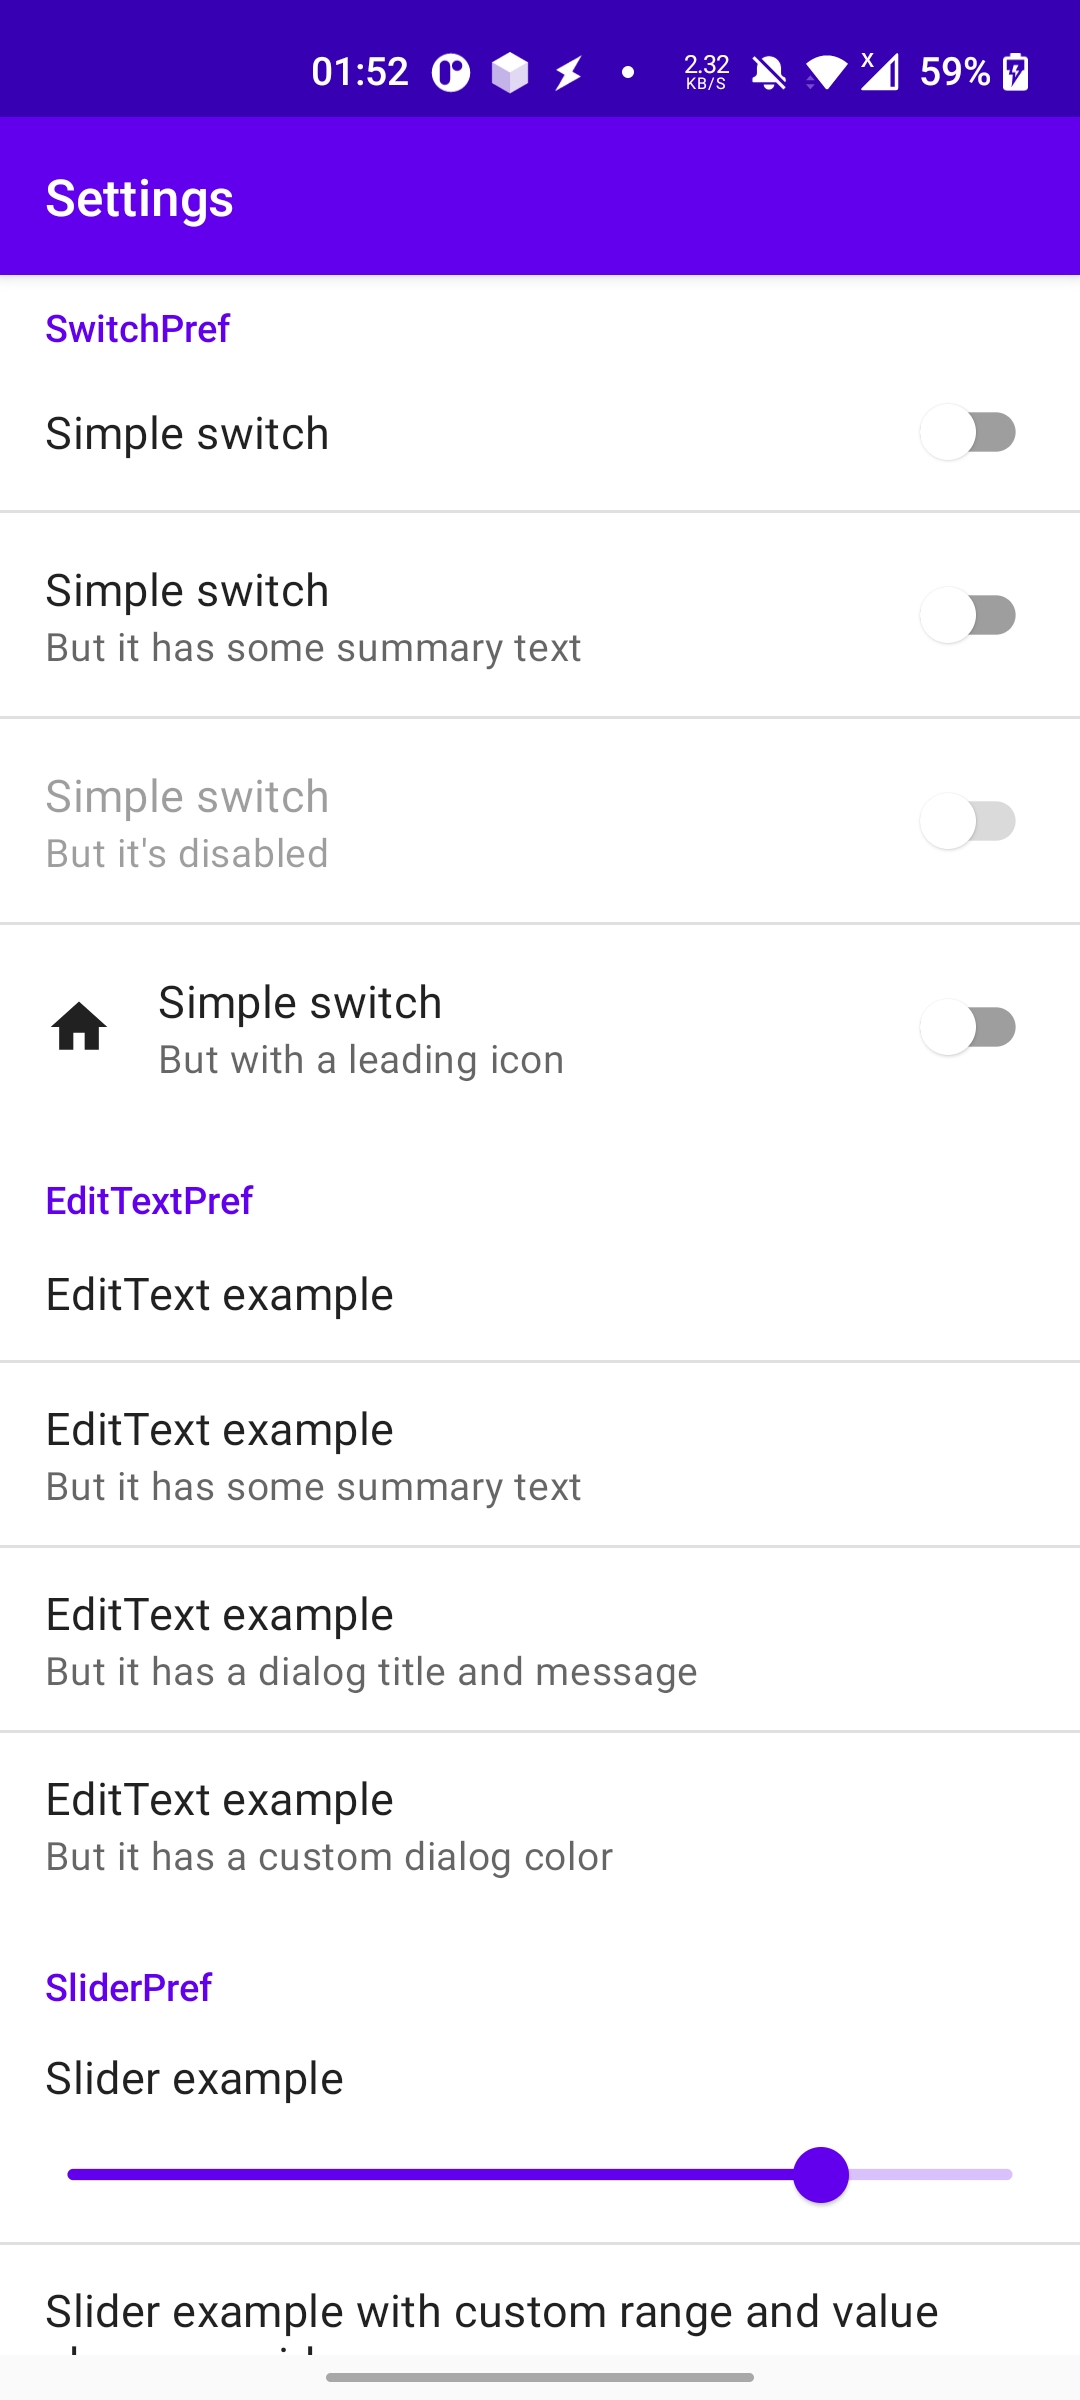 01:52 2.32 KB/S X 59%
Settings
SwitchPref
Simple switch
Simple switch
But it has some summary text
Simple switch
But it's disabled
Simple switch
But with a leading icon
EditTextPref
EditText example
EditText example
But it has some summary text
EditText example
But it has a dialog title and message
EditText example
But it has a custom dialog color
SliderPref
Slider example
Slider example with custom range and value